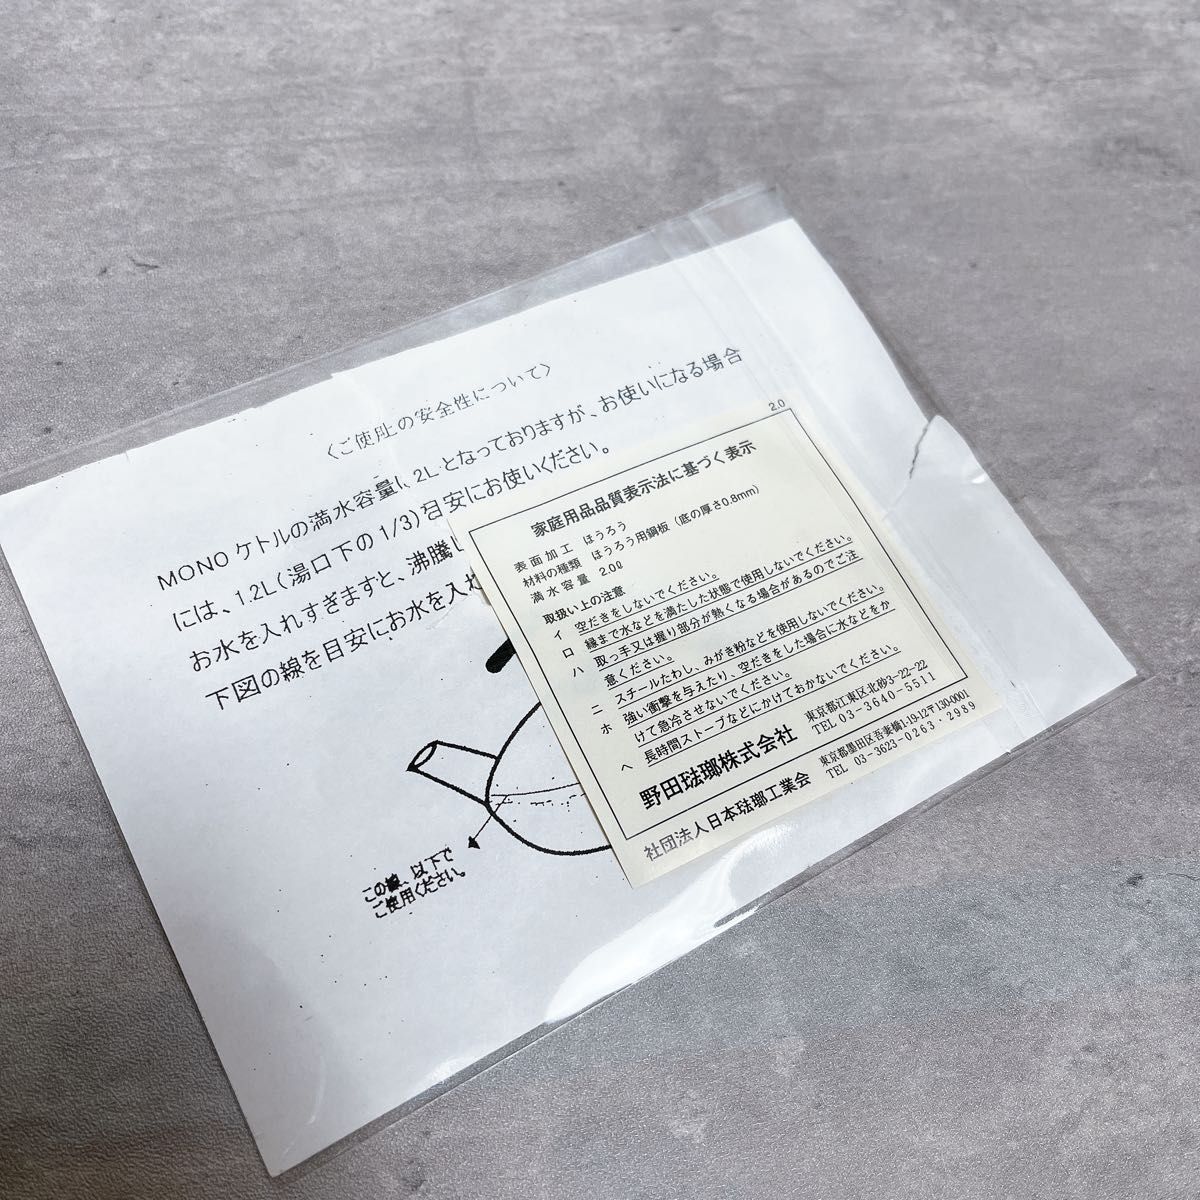 〈ご使用の安全性について〉
MONOケトルの満水容量は、2Lとなっておりますが、お使いになる場合
には、1.2L(湯口下の1/3)目安にお使いください。
お水を入れすぎますと、沸騰し
下図の線を目安にお水を入れ
この線、以下で
ご使用ください。
2.0
家庭用品品質表示法に基づく表示
表面加工 ほうろう
材料の種類 ほうろう用鋼板(底の厚さ0.8mm)
満水容量 2.0ℓ
取扱い上の注意
イ 空だきをしないでください。
ロ 縁まで水などを満たした状態で使用しないでください。
ハ 取っ手又は握り部分が熱くなる場合があるのでご注
意ください。
ニ スチールたわし、みがき粉などを使用しないでください。
ホ 強い衝撃を与えたり、空だきをした場合に水などをか
けて急冷させないでください。
ヘ 長時間ストーブなどにかけておかないでください。
野田琺瑯株式会社
東京都江東区北砂3-22-22
TEL 03-3640-5511
社団法人日本琺瑯工業会
東京都墨田区吾妻橋1-19-12〒130-0001
TEL 03-3623-0263.2989